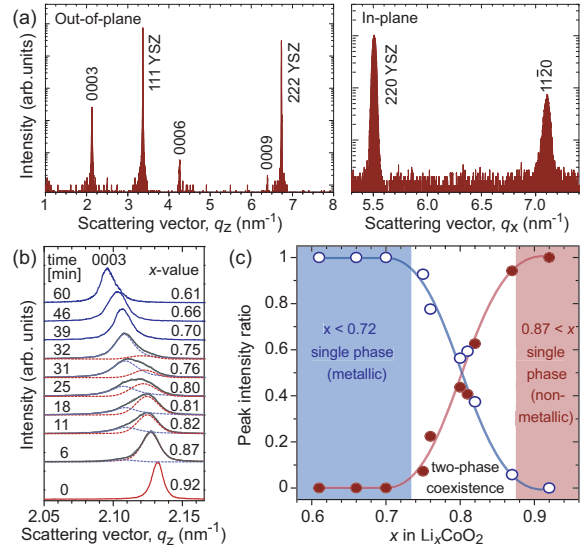 (a)
Out-of-plane
In-plane
Intensity (arb.units)
0003
111 YSZ
0006
0009
222 YSZ
220 YSZ
11̅20
1 2 3 4 5 6 7 8
5.5 6.0 6.5 7.0
Scattering vector, qz (nm-1)
Scattering vector, qx (nm-1)
(b)
time
[min]
0003
x-value
60 0.61
46 0.66
39 0.70
32 0.75
31 0.76
25 0.80
18 0.81
11 0.82
6 0.87
0 0.92
Intensity (arb. units)
2.05 2.10 2.15
Scattering vector, qz (nm-1)
(c)
Peak intensity ratio
1
0.8
0.6
0.4
0.2
0
x < 0.72
single phase
(metallic)
0.87 < x
single
phase
(non-
metallic)
two-phase
coexistence
0.6 0.7 0.8 0.9
x in LixCoO2